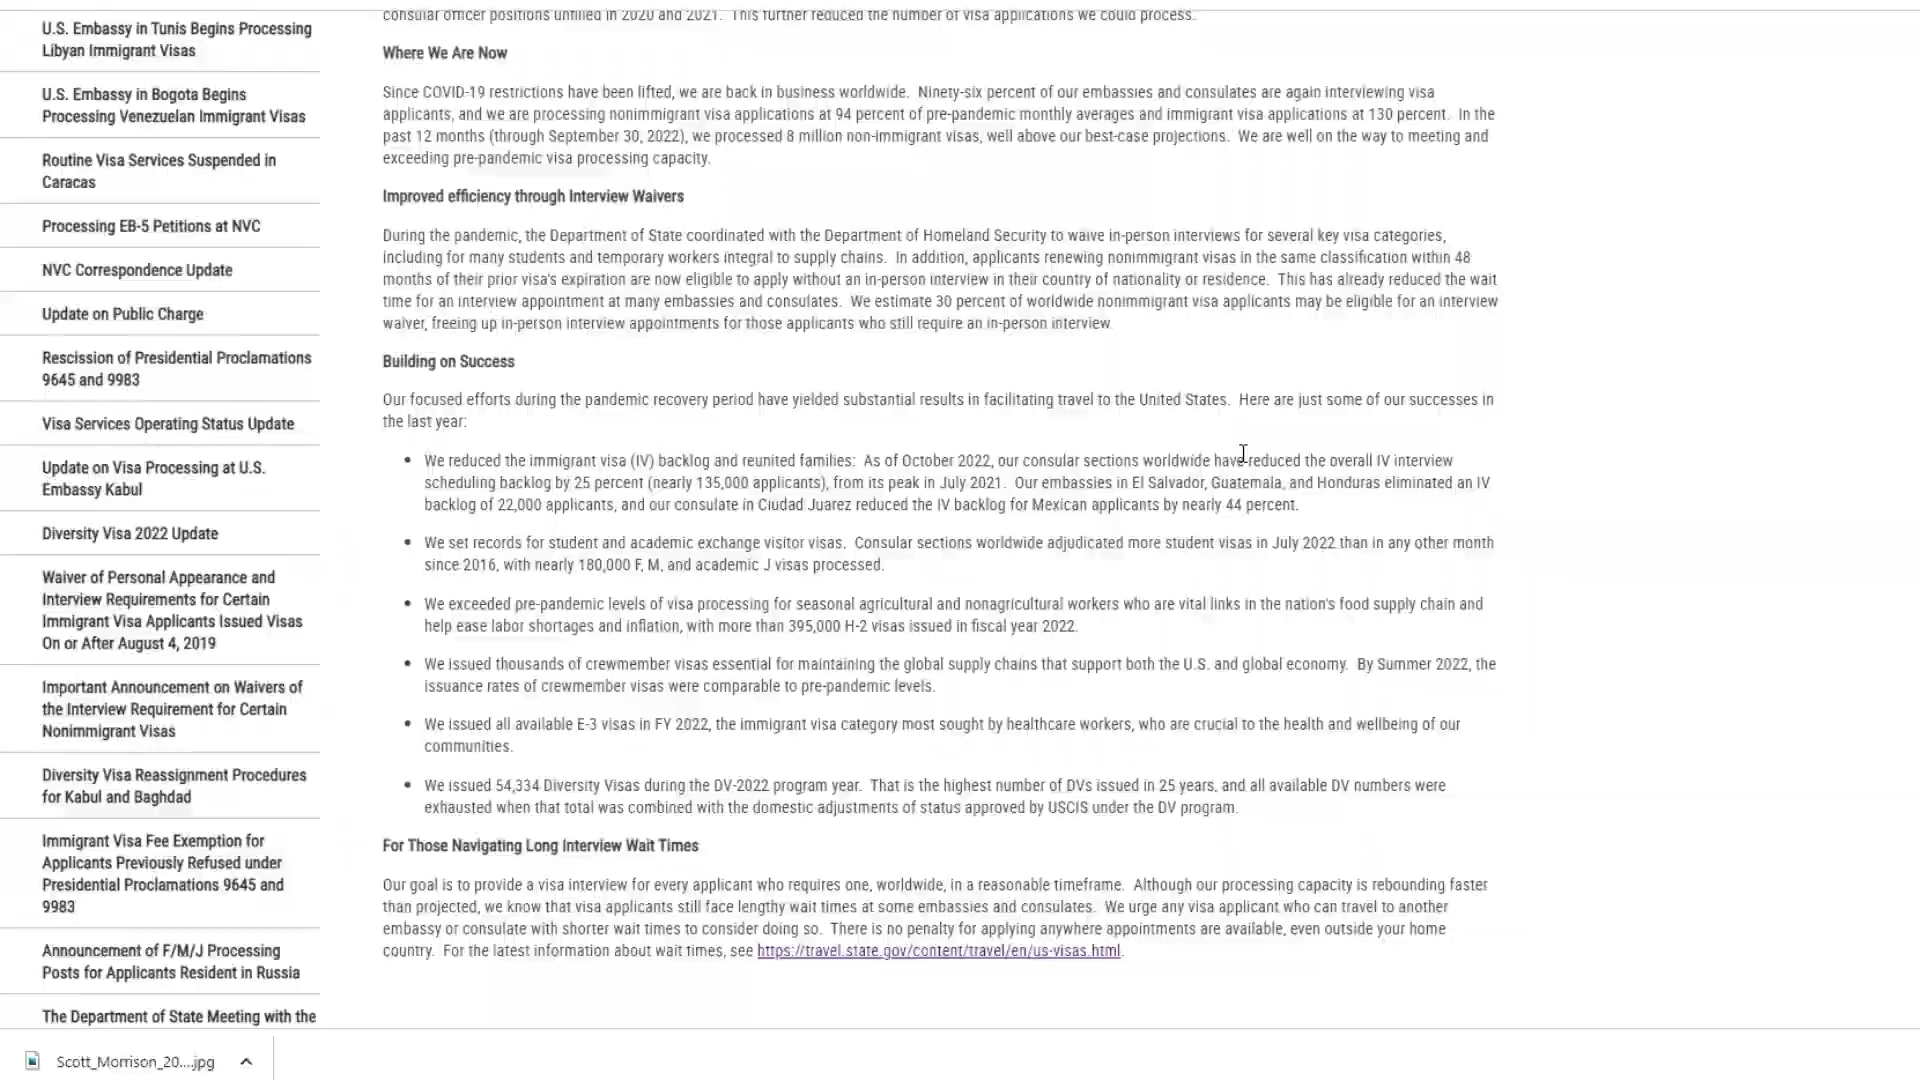 U.S. Embassy in Tunis Begins Processing
Libyan Immigrant Visas
U.S. Embassy in Bogota Begins
Processing Venezuelan Immigrant Visas
Routine Visa Services Suspended in
Caracas
Processing EB-5 Petitions at NVC
NVC Correspondence Update
Update on Public Charge
Rescission of Presidential Proclamations
9645 and 9983
Visa Services Operating Status Update
Update on Visa Processing at U.S.
Embassy Kabul
Diversity Visa 2022 Update
Waiver of Personal Appearance and
Interview Requirements for Certain
Immigrant Visa Applicants Issued Visas
On or After August 4, 2019
Important Announcement on Waivers of
the Interview Requirement for Certain
Nonimmigrant Visas
Diversity Visa Reassignment Procedures
for Kabul and Baghdad
Immigrant Visa Fee Exemption for
Applicants Previously Refused under
Presidential Proclamations 9645 and
9983
Announcement of F/M/J Processing
Posts for Applicants Resident in Russia
The Department of State Meeting with the
consular officer positions unfilled in 2020 and 2021. This further reduced the number of visa applications we could process.
Where We Are Now
Since COVID-19 restrictions have been lifted, we are back in business worldwide. Ninety-six percent of our embassies and consulates are again interviewing visa
applicants, and we are processing nonimmigrant visa applications at 94 percent of pre-pandemic monthly averages and immigrant visa applications at 130 percent. In the
past 12 months (through September 30, 2022), we processed 8 million non-immigrant visas, well above our best-case projections. We are well on the way to meeting and
exceeding pre-pandemic visa processing capacity.
Improved efficiency through Interview Waivers
During the pandemic, the Department of State coordinated with the Department of Homeland Security to waive in-person interviews for several key visa categories,
including for many students and temporary workers integral to supply chains. In addition, applicants renewing nonimmigrant visas in the same classification within 48
months of their prior visa's expiration are now eligible to apply without an in-person interview in their country of nationality or residence. This has already reduced the wait
time for an interview appointment at many embassies and consulates. We estimate 30 percent of worldwide nonimmigrant visa applicants may be eligible for an interview
waiver, freeing up in-person interview appointments for those applicants who still require an in-person interview.
Building on Success
Our focused efforts during the pandemic recovery period have yielded substantial results in facilitating travel to the United States. Here are just some of our successes in
the last year:
• We reduced the immigrant visa (IV) backlog and reunited families: As of October 2022, our consular sections worldwide have reduced the overall IV interview
scheduling backlog by 25 percent (nearly 135,000 applicants), from its peak in July 2021. Our embassies in El Salvador, Guatemala, and Honduras eliminated an IV
backlog of 22,000 applicants, and our consulate in Ciudad Juarez reduced the IV backlog for Mexican applicants by nearly 44 percent.
• We set records for student and academic exchange visitor visas. Consular sections worldwide adjudicated more student visas in July 2022 than in any other month
since 2016, with nearly 180,000 F, M, and academic J visas processed.
• We exceeded pre-pandemic levels of visa processing for seasonal agricultural and nonagricultural workers who are vital links in the nation's food supply chain and
help ease labor shortages and inflation, with more than 395,000 H-2 visas issued in fiscal year 2022.
• We issued thousands of crewmember visas essential for maintaining the global supply chains that support both the U.S. and global economy. By Summer 2022, the
issuance rates of crewmember visas were comparable to pre-pandemic levels.
• We issued all available E-3 visas in FY 2022, the immigrant visa category most sought by healthcare workers, who are crucial to the health and wellbeing of our
communities.
• We issued 54,334 Diversity Visas during the DV-2022 program year. That is the highest number of DVs issued in 25 years, and all available DV numbers were
exhausted when that total was combined with the domestic adjustments of status approved by USCIS under the DV program.
For Those Navigating Long Interview Wait Times
Our goal is to provide a visa interview for every applicant who requires one, worldwide, in a reasonable timeframe. Although our processing capacity is rebounding faster
than projected, we know that visa applicants still face lengthy wait times at some embassies and consulates. We urge any visa applicant who can travel to another
embassy or consulate with shorter wait times to consider doing so. There is no penalty for applying anywhere appointments are available, even outside your home
country. For the latest information about wait times, see https://travel.state.gov/content/travel/en/us-visas.html.
Scott_Morrison_20....jpg